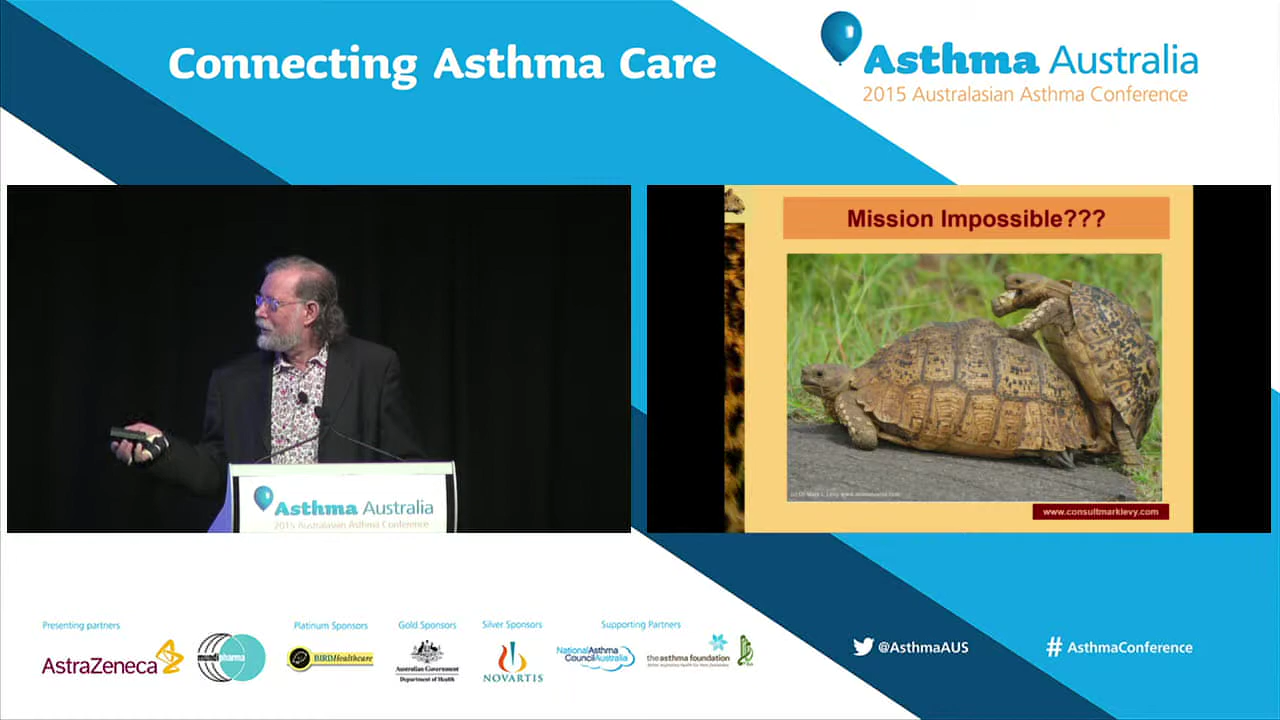 Connecting Asthma Care
Asthma Australia
2015 Australasian Asthma Conference
Mission Impossible???
www.consultmarklevy.com
Asthma Australia
2015 Australasian Asthma Conference
Presenting partners
AstraZeneca
mundipharma
Platinum Sponsors
BIRD Healthcare
Gold Sponsors
Australian Government
Department of Health
Silver Sponsors
NOVARTIS
Supporting Partners
National Asthma
Council Australia
the asthma foundation
@AsthmaAUS
# AsthmaConference